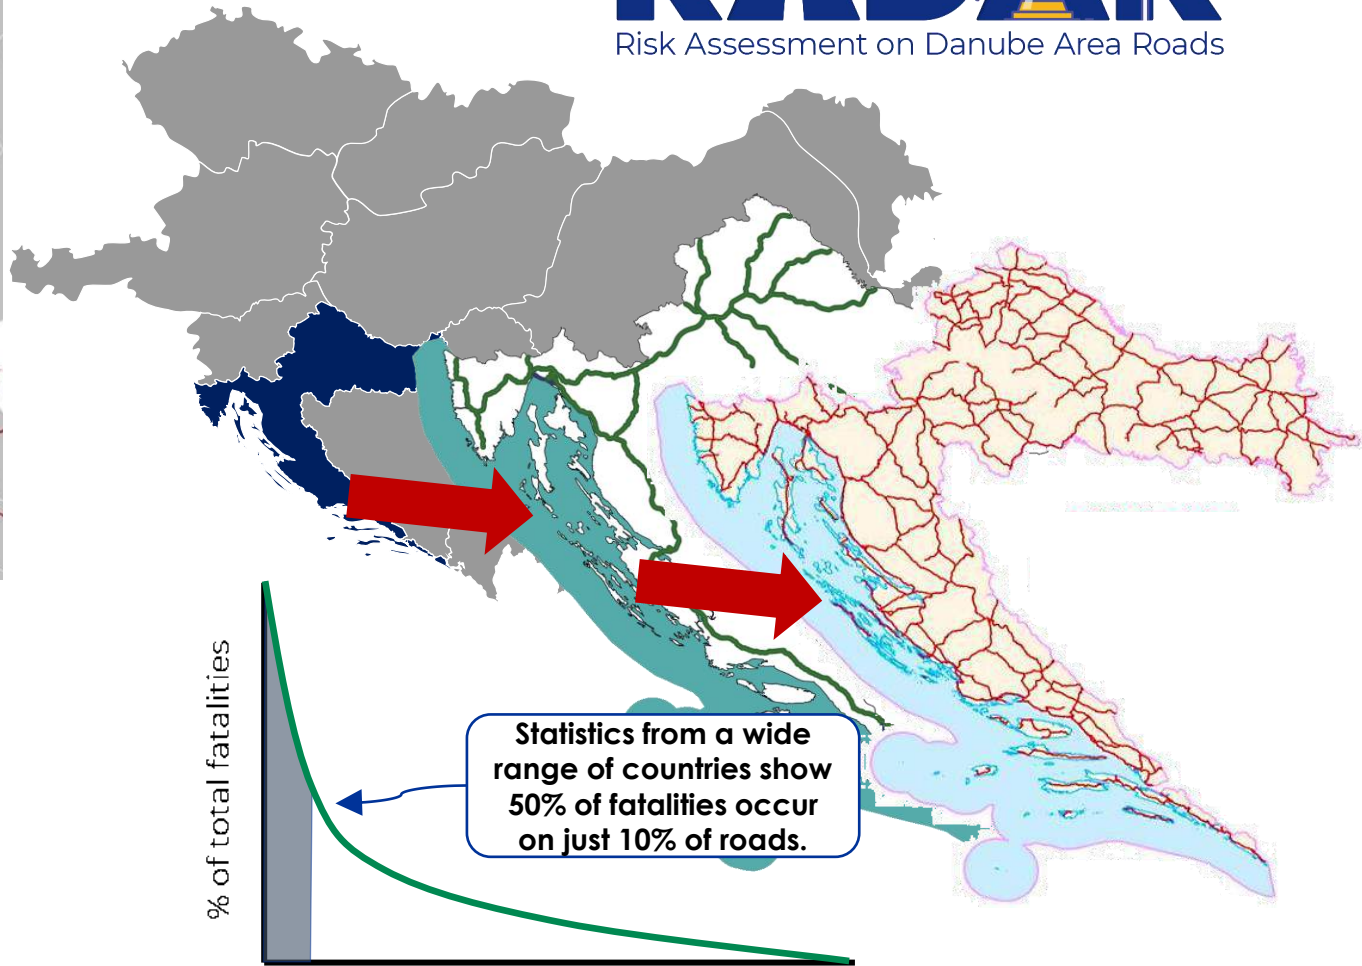 RADAR
Risk Assessment on Danube Area Roads
% of total fatalities
Statistics from a wide
range of countries show
50% of fatalities occur
on just 10% of roads.